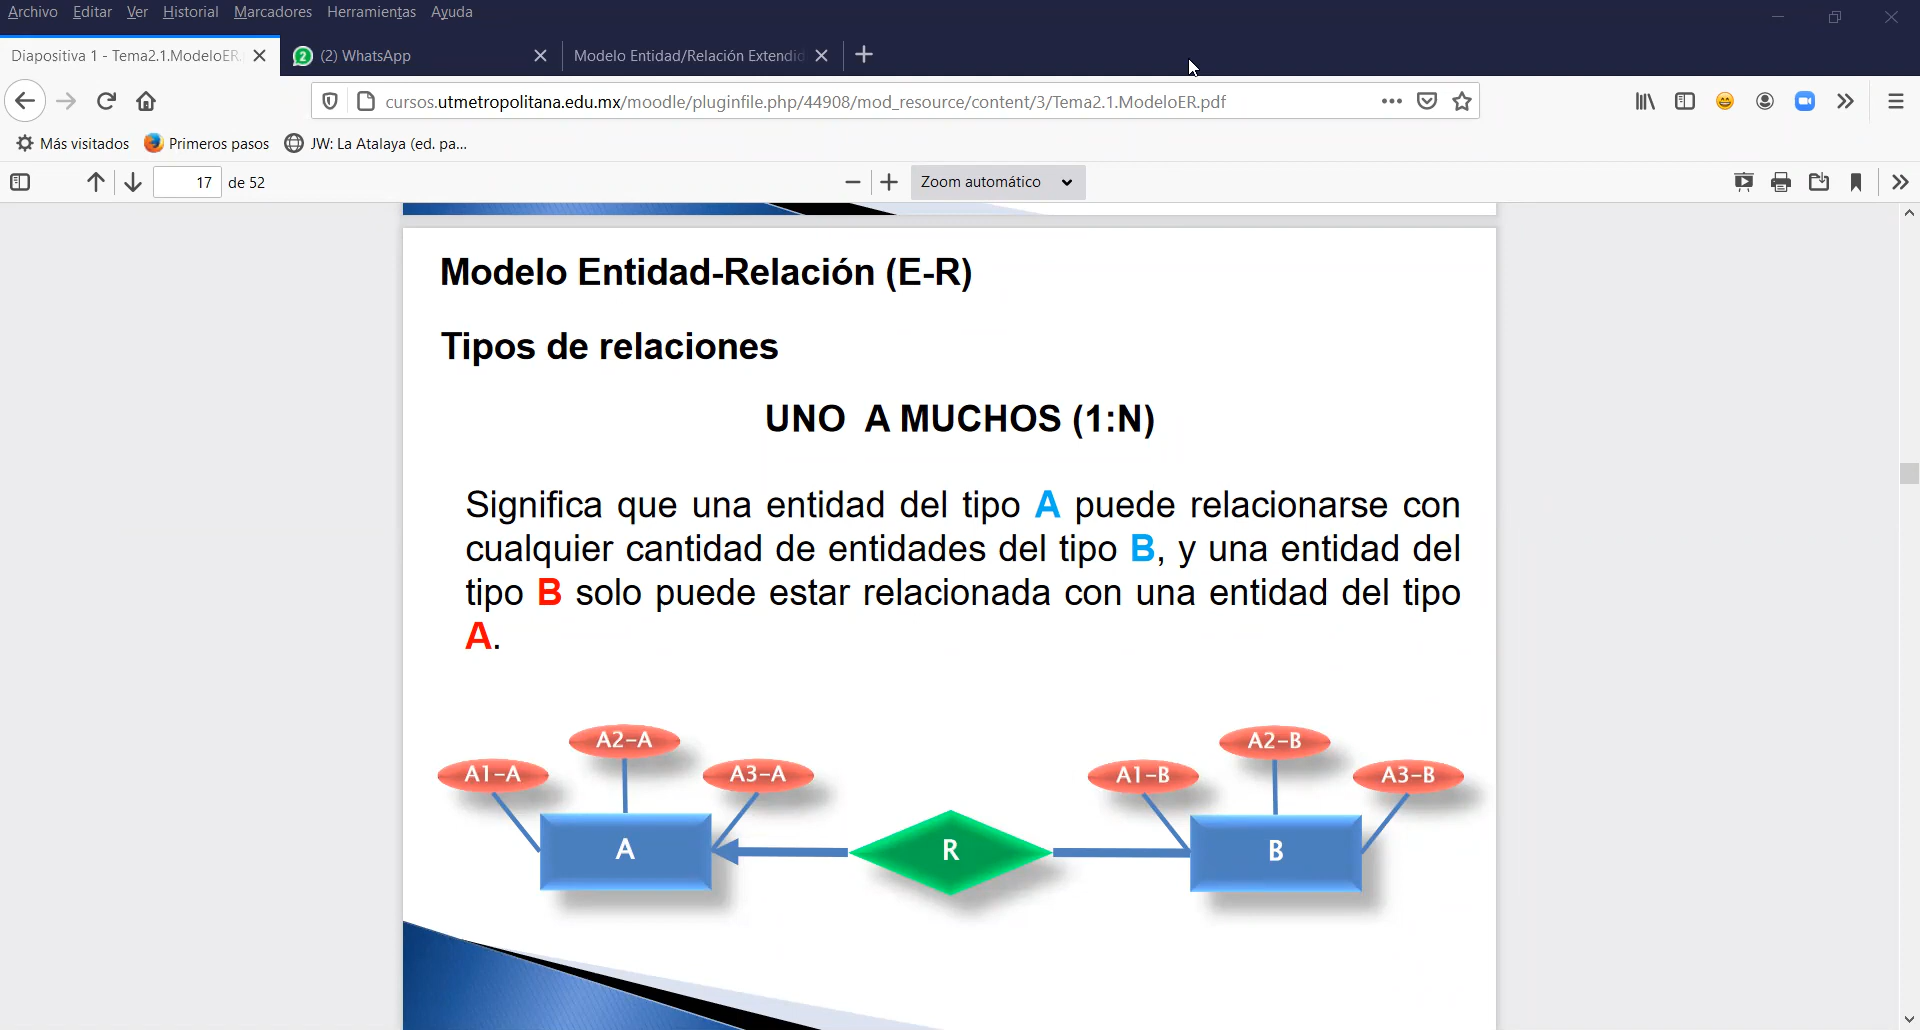 Archivo Editar Ver Historial Marcadores Herramientas Ayuda
Diapositiva 1 - Tema2.1.ModeloER. (2) WhatsApp Modelo Entidad/Relación Extendid
cursos.utmetropolitana.edu.mx/moodle/pluginfile.php/44908/mod_resource/content/3/Tema2.1.ModeloER.pdf
Más visitados Primeros pasos JW: La Atalaya (ed. pa...
17 de 52 Zoom automático
Modelo Entidad-Relación (E-R)
Tipos de relaciones
UNO A MUCHOS (1:N)
Significa que una entidad del tipo A puede relacionarse con
cualquier cantidad de entidades del tipo B, y una entidad del
tipo B solo puede estar relacionada con una entidad del tipo
A.
A2-A A2-B
A1-A A3-A A1-B A3-B
A R B